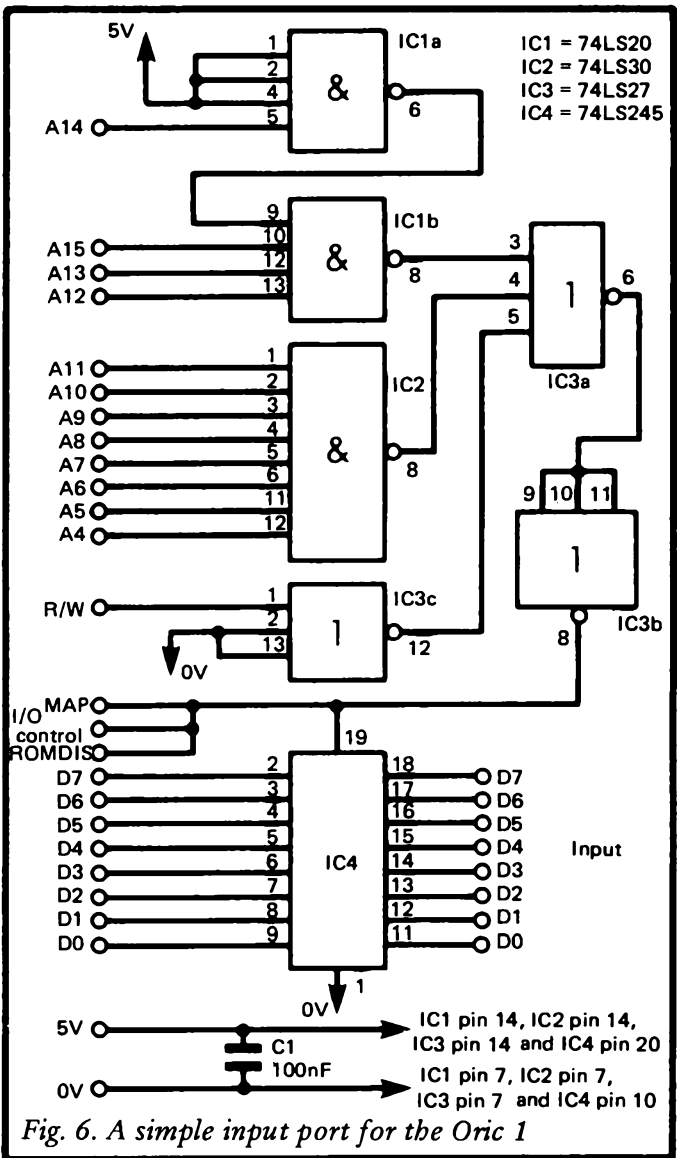 5V
IC1a
IC1 = 74LS20
IC2 = 74LS30
IC3 = 74LS27
IC4 = 74LS245
1
2
4
5
&
6
A14
IC1b
9
10
12
13
&
8
A15
A13
A12
3
4
5
1
6
IC3a
A11
A10
A9
A8
A7
A6
A5
A4
1
2
3
4
5
6
11
12
&
IC2
8
9
10
11
1
8
IC3b
R/W
1
2
13
1
IC3c
12
0V
MAP
I/O
control
ROMDIS
19
D7
D6
D5
D4
D3
D2
D1
D0
2
3
4
5
6
7
8
9
IC4
18
17
16
15
14
13
12
11
D7
D6
D5
D4
D3
D2
D1
D0
Input
1
0V
5V
C1
100nF
0V
IC1 pin 14, IC2 pin 14,
IC3 pin 14 and IC4 pin 20
IC1 pin 7, IC2 pin 7,
IC3 pin 7 and IC4 pin 10
Fig. 6. A simple input port for the Oric 1